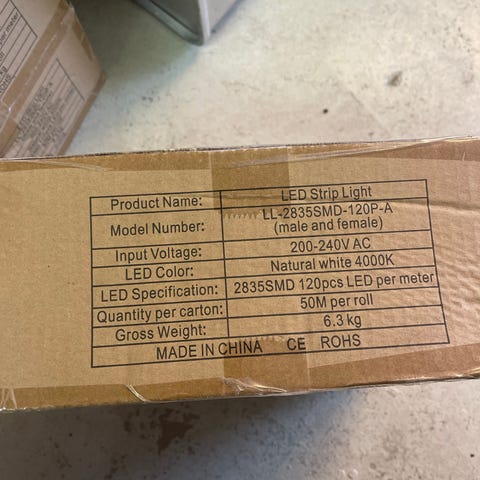 Product Name: LED Strip Light
Model Number: LL-2835SMD-120P-A
(male and female)
Input Voltage: 200-240V AC
LED Color: Natural white 4000K
LED Specification: 2835SMD 120pcs LED per meter
Quantity per carton: 50M per roll
Gross Weight: 6.3 kg
MADE IN CHINA CE ROHS